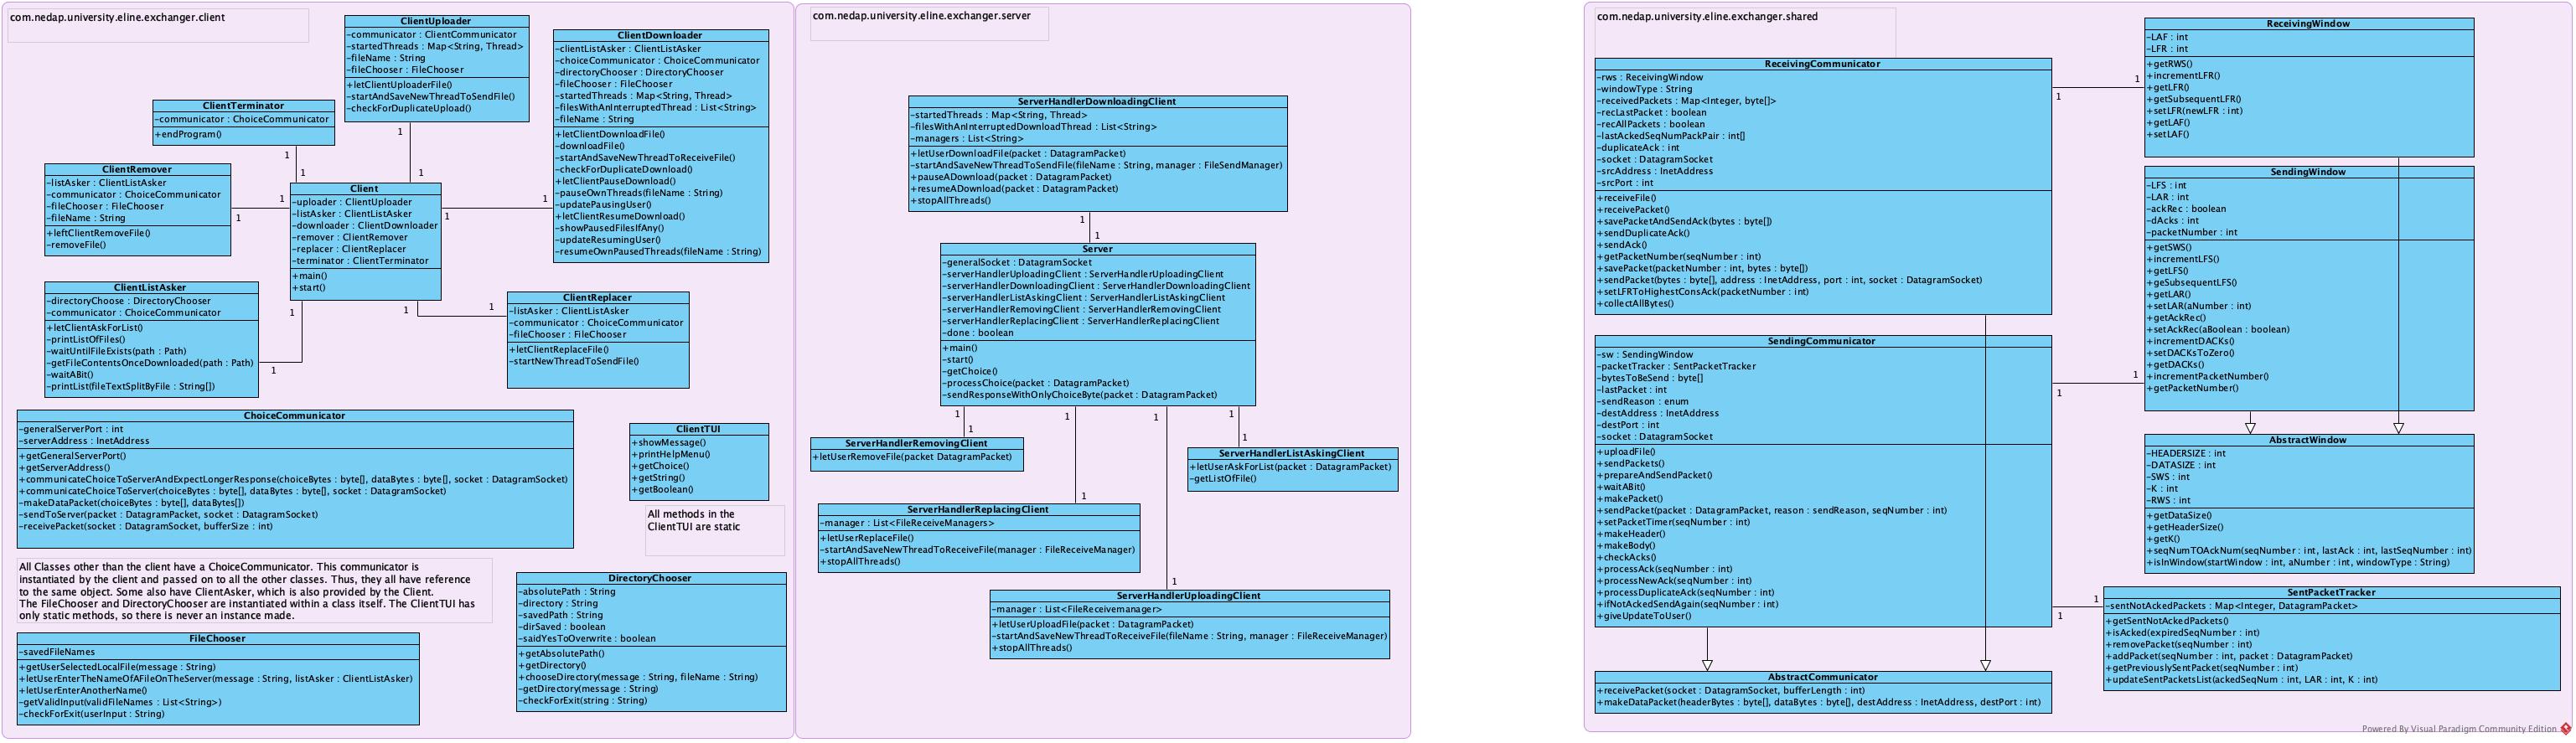 com.nedap.university.eline.exchanger.client
ClientUploader
-communicator : ClientCommunicator
-startedThreads : Map<String, Thread>
-fileName : String
-fileChooser : FileChooser
+letClientUploaderFile()
-startAndSaveNewThreadToSendFile()
-checkForDuplicateUpload()
ClientDownloader
-clientListAsker : ClientListAsker
-choiceCommunicator : ChoiceCommunicator
-directoryChooser : DirectoryChooser
-fileChooser : FileChooser
-startedThreads : Map<String, Thread>
-filesWithAnInterruptedThread : List<String>
-fileName : String
+letClientDownloadFile()
-downloadFile()
-startAndSaveNewThreadToReceiveFile()
-checkForDuplicateDownload()
+letClientPauseDownload()
-pauseOwnThreads(fileName : String)
-updatePausingUser()
+letClientResumeDownload()
-showPausedFilesIfAny()
-updateResumingUser()
-resumeOwnPausedThreads(fileName : String)
ClientTerminator
-communicator : ChoiceCommunicator
+endProgram()
1
1
1
1
ClientRemover
-listAsker : ClientListAsker
-communicator : ChoiceCommunicator
-fileChooser : FileChooser
-fileName : String
+leftClientRemoveFile()
-removeFile()
1
1
Client
-uploader : ClientUploader
-listAsker : ClientListAsker
-downloader : ClientDownloader
-remover : ClientRemover
-replacer : ClientReplacer
-terminator : ClientTerminator
+main()
+start()
1
1
ClientListAsker
-directoryChoose : DirectoryChooser
-communicator : ChoiceCommunicator
+letClientAskForList()
-printListOfFiles()
-waitUntilFileExists(path : Path)
-getFileContentsOnceDownloaded(path : Path)
-waitABit()
-printList(fileTextSplitByFile : String[])
1
1
1
1
ClientReplacer
-listAsker : ClientListAsker
-communicator : ChoiceCommunicator
-fileChooser : FileChooser
+letClientReplaceFile()
-startNewThreadToSendFile()
ChoiceCommunicator
-generalServerPort : int
-serverAddress : InetAddress
+getGeneralServerPort()
+getServerAddress()
+communicateChoiceToServerAndExpectLongerResponse(choiceBytes : byte[], dataBytes : byte[], socket : DatagramSocket)
+communicateChoiceToServer(choiceBytes : byte[], dataBytes : byte[], socket : DatagramSocket)
-makeDataPacket(choiceBytes : byte[], dataBytes[])
-sendToServer(packet : DatagramPacket, socket : DatagramSocket)
-receivePacket(socket : DatagramSocket, bufferSize : int)
ClientTUI
+showMessage()
+printHelpMenu()
+getChoice()
+getString()
+getBoolean()
All methods in the
ClientTUI are static
All Classes other than the client have a ChoiceCommunicator. This communicator is
instantiated by the client and passed on to all the other classes. Thus, they all have reference
to the same object. Some also have ClientAsker, which is also provided by the Client.
The FileChooser and DirectoryChooser are instantiated within a class itself. The ClientTUI has
only static methods, so there is never an instance made.
FileChooser
-savedFileNames
+getUserSelectedLocalFile(message : String)
+letUserEnterTheNameOfAFileOnTheServer(message : String, listAsker : ClientListAsker)
+letUserEnterAnotherName()
-getValidInput(validFileNames : List<String>)
-checkForExit(userInput : String)
DirectoryChooser
-absolutePath : String
-directory : String
-savedPath : String
-dirSaved : boolean
-saidYesToOverwrite : boolean
+getAbsolutePath()
+getDirectory()
+chooseDirectory(message : String, fileName : String)
-getDirectory(message : String)
-checkForExit(string : String)
com.nedap.university.eline.exchanger.server
ServerHandlerDownloadingClient
-startedThreads : Map<String, Thread>
-filesWithAnInterruptedDownloadThread : List<String>
-managers : List<String>
+letUserDownloadFile(packet : DatagramPacket)
-startAndSaveNewThreadToSendFile(fileName : String, manager : FileSendManager)
+pauseADownload(packet : DatagramPacket)
+resumeADownload(packet : DatagramPacket)
+stopAllThreads()
1
1
Server
-generalSocket : DatagramSocket
-serverHandlerUploadingClient : ServerHandlerUploadingClient
-serverHandlerDownloadingClient : ServerHandlerDownloadingClient
-serverHandlerListAskingClient : ServerHandlerListAskingClient
-serverHandlerRemovingClient : ServerHandlerRemovingClient
-serverHandlerReplacingClient : ServerHandlerReplacingClient
-done : boolean
+main()
-start()
-getChoice()
-processChoice(packet : DatagramPacket)
-sendResponseWithOnlyChoiceByte(packet : DatagramPacket)
1
1
1
1
1
1
ServerHandlerRemovingClient
+letUserRemoveFile(packet DatagramPacket)
ServerHandlerListAskingClient
+letUserAskForList(packet : DatagramPacket)
-getListOfFile()
1
ServerHandlerReplacingClient
-manager : List<FileReceiveManagers>
+letUserReplaceFile()
-startAndSaveNewThreadToReceiveFile(manager : FileReceiveManager)
+stopAllThreads()
1
ServerHandlerUploadingClient
-manager : List<FileReceivemanager>
+letUserUploadFile(packet : DatagramPacket)
-startAndSaveNewThreadToReceiveFile(fileName : String, manager : FileReceiveManager)
+stopAllThreads()
com.nedap.university.eline.exchanger.shared
ReceivingCommunicator
-rws : ReceivingWindow
-windowType : String
-receivedPackets : Map<Integer, byte[]>
-recLastPacket : boolean
-recAllPackets : boolean
-lastAckedSeqNumPackPair : int[]
-duplicateAck : int
-socket : DatagramSocket
-srcAddress : InetAddress
-srcPort : int
+receiveFile()
+receivePacket()
+savePacketAndSendAck(bytes : byte[])
+sendDuplicateAck()
+sendAck()
+getPacketNumber(seqNumber : int)
+savePacket(packetNumber : int, bytes : byte[])
+sendPacket(bytes : byte[], address : InetAddress, port : int, socket : DatagramSocket)
+setLFRToHighestConsAck(packetNumber : int)
+collectAllBytes()
1
1
ReceivingWindow
-LAF : int
-LFR : int
+getRWS()
+incrementLFR()
+getLFR()
+getSubsequentLFR()
+setLFR(newLFR : int)
+getLAF()
+setLAF()
SendingWindow
-LFS : int
-LAR : int
-ackRec : boolean
-dAcks : int
-packetNumber : int
+getSWS()
+incrementLFS()
+getLFS()
+geSubsequentLFS()
+getLAR()
+setLAR(aNumber : int)
+getAckRec()
+setAckRec(aBoolean : boolean)
+incrementDACKs()
+setDACKsToZero()
+getDACKs()
+incrementPacketNumber()
+getPacketNumber()
SendingCommunicator
-sw : SendingWindow
-packetTracker : SentPacketTracker
-bytesToBeSend : byte[]
-lastPacket : int
-sendReason : enum
-destAddress : InetAddress
-destPort : int
-socket : DatagramSocket
+uploadFile()
+sendPackets()
+prepareAndSendPacket()
+waitABit()
+makePacket()
+sendPacket(packet : DatagramPacket, reason : sendReason, seqNumber : int)
+setPacketTimer(seqNumber : int)
+makeHeader()
+makeBody()
+checkAcks()
+processAck(seqNumber : int)
+processNewAck(seqNumber : int)
+processDuplicateAck(seqNumber : int)
+ifNotAckedSendAgain(seqNumber : int)
+giveUpdateToUser()
1
1
AbstractWindow
-HEADERSIZE : int
-DATASIZE : int
-SWS : int
-K : int
-RWS : int
+getDataSize()
+getHeaderSize()
+getK()
+seqNumTOAckNum(seqNumber : int, lastAck : int, lastSeqNumber : int)
+isInWindow(startWindow : int, aNumber : int, windowType : String)
1
1
SentPacketTracker
-sentNotAckedPackets : Map<Integer, DatagramPacket>
+getSentNotAckedPackets()
+isAcked(expiredSeqNumber : int)
+removePacket(seqNumber : int)
+addPacket(seqNumber : int, packet : DatagramPacket)
+getPreviouslySentPacket(seqNumber : int)
+updateSentPacketsList(ackedSeqNum : int, LAR : int, K : int)
AbstractCommunicator
+receivePacket(socket : DatagramSocket, bufferLength : int)
+makeDataPacket(headerBytes : byte[], dataBytes : byte[], destAddress : InetAddress, destPort : int)
Powered By Visual Paradigm Community Edition